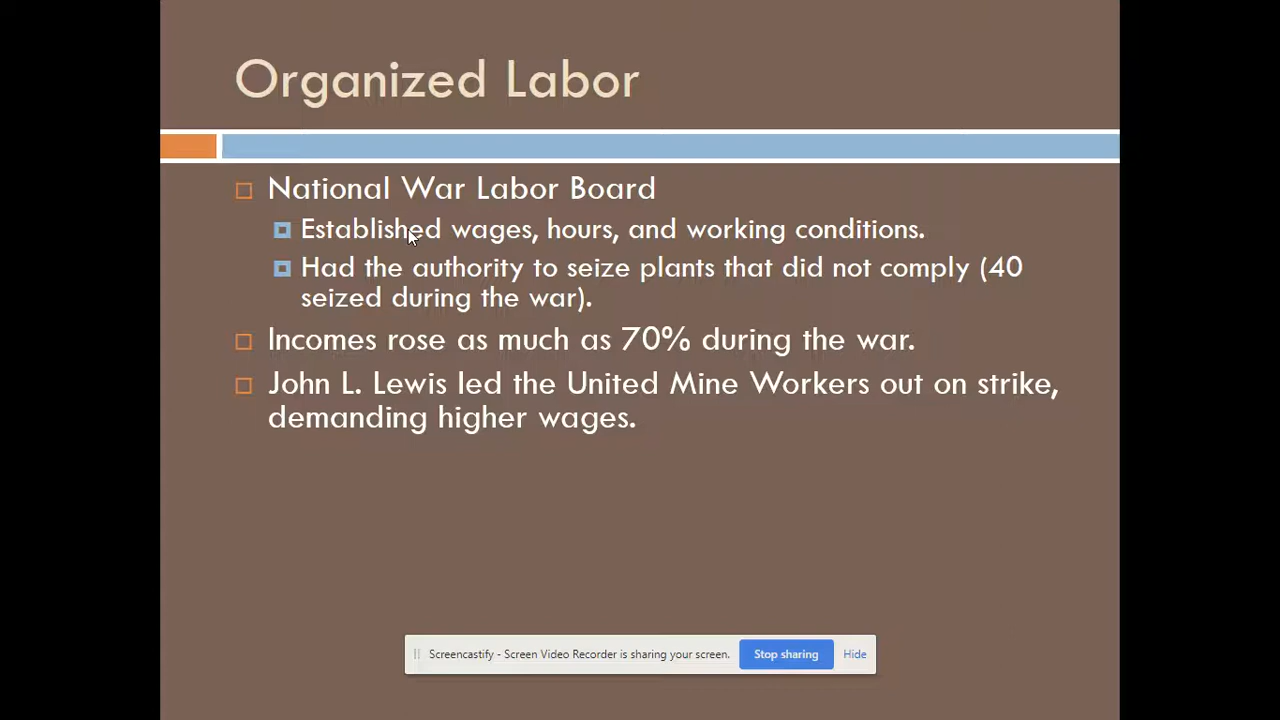 Organized Labor
National War Labor Board
Established wages, hours, and working conditions.
Had the authority to seize plants that did not comply (40
seized during the war).
Incomes rose as much as 70% during the war.
John L. Lewis led the United Mine Workers out on strike,
demanding higher wages.
Screencastify - Screen Video Recorder is sharing your screen. Stop sharing Hide